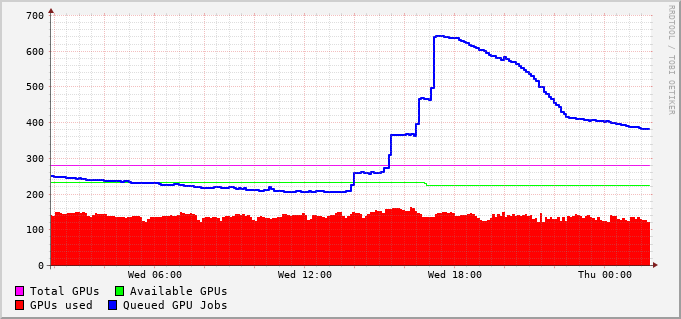 700
600
500
400
300
200
100
0
Wed 06:00 Wed 12:00 Wed 18:00 Thu 00:00
Total GPUs Available GPUs
GPUs used Queued GPU Jobs
RRDTOOL / TOBI OETIKER